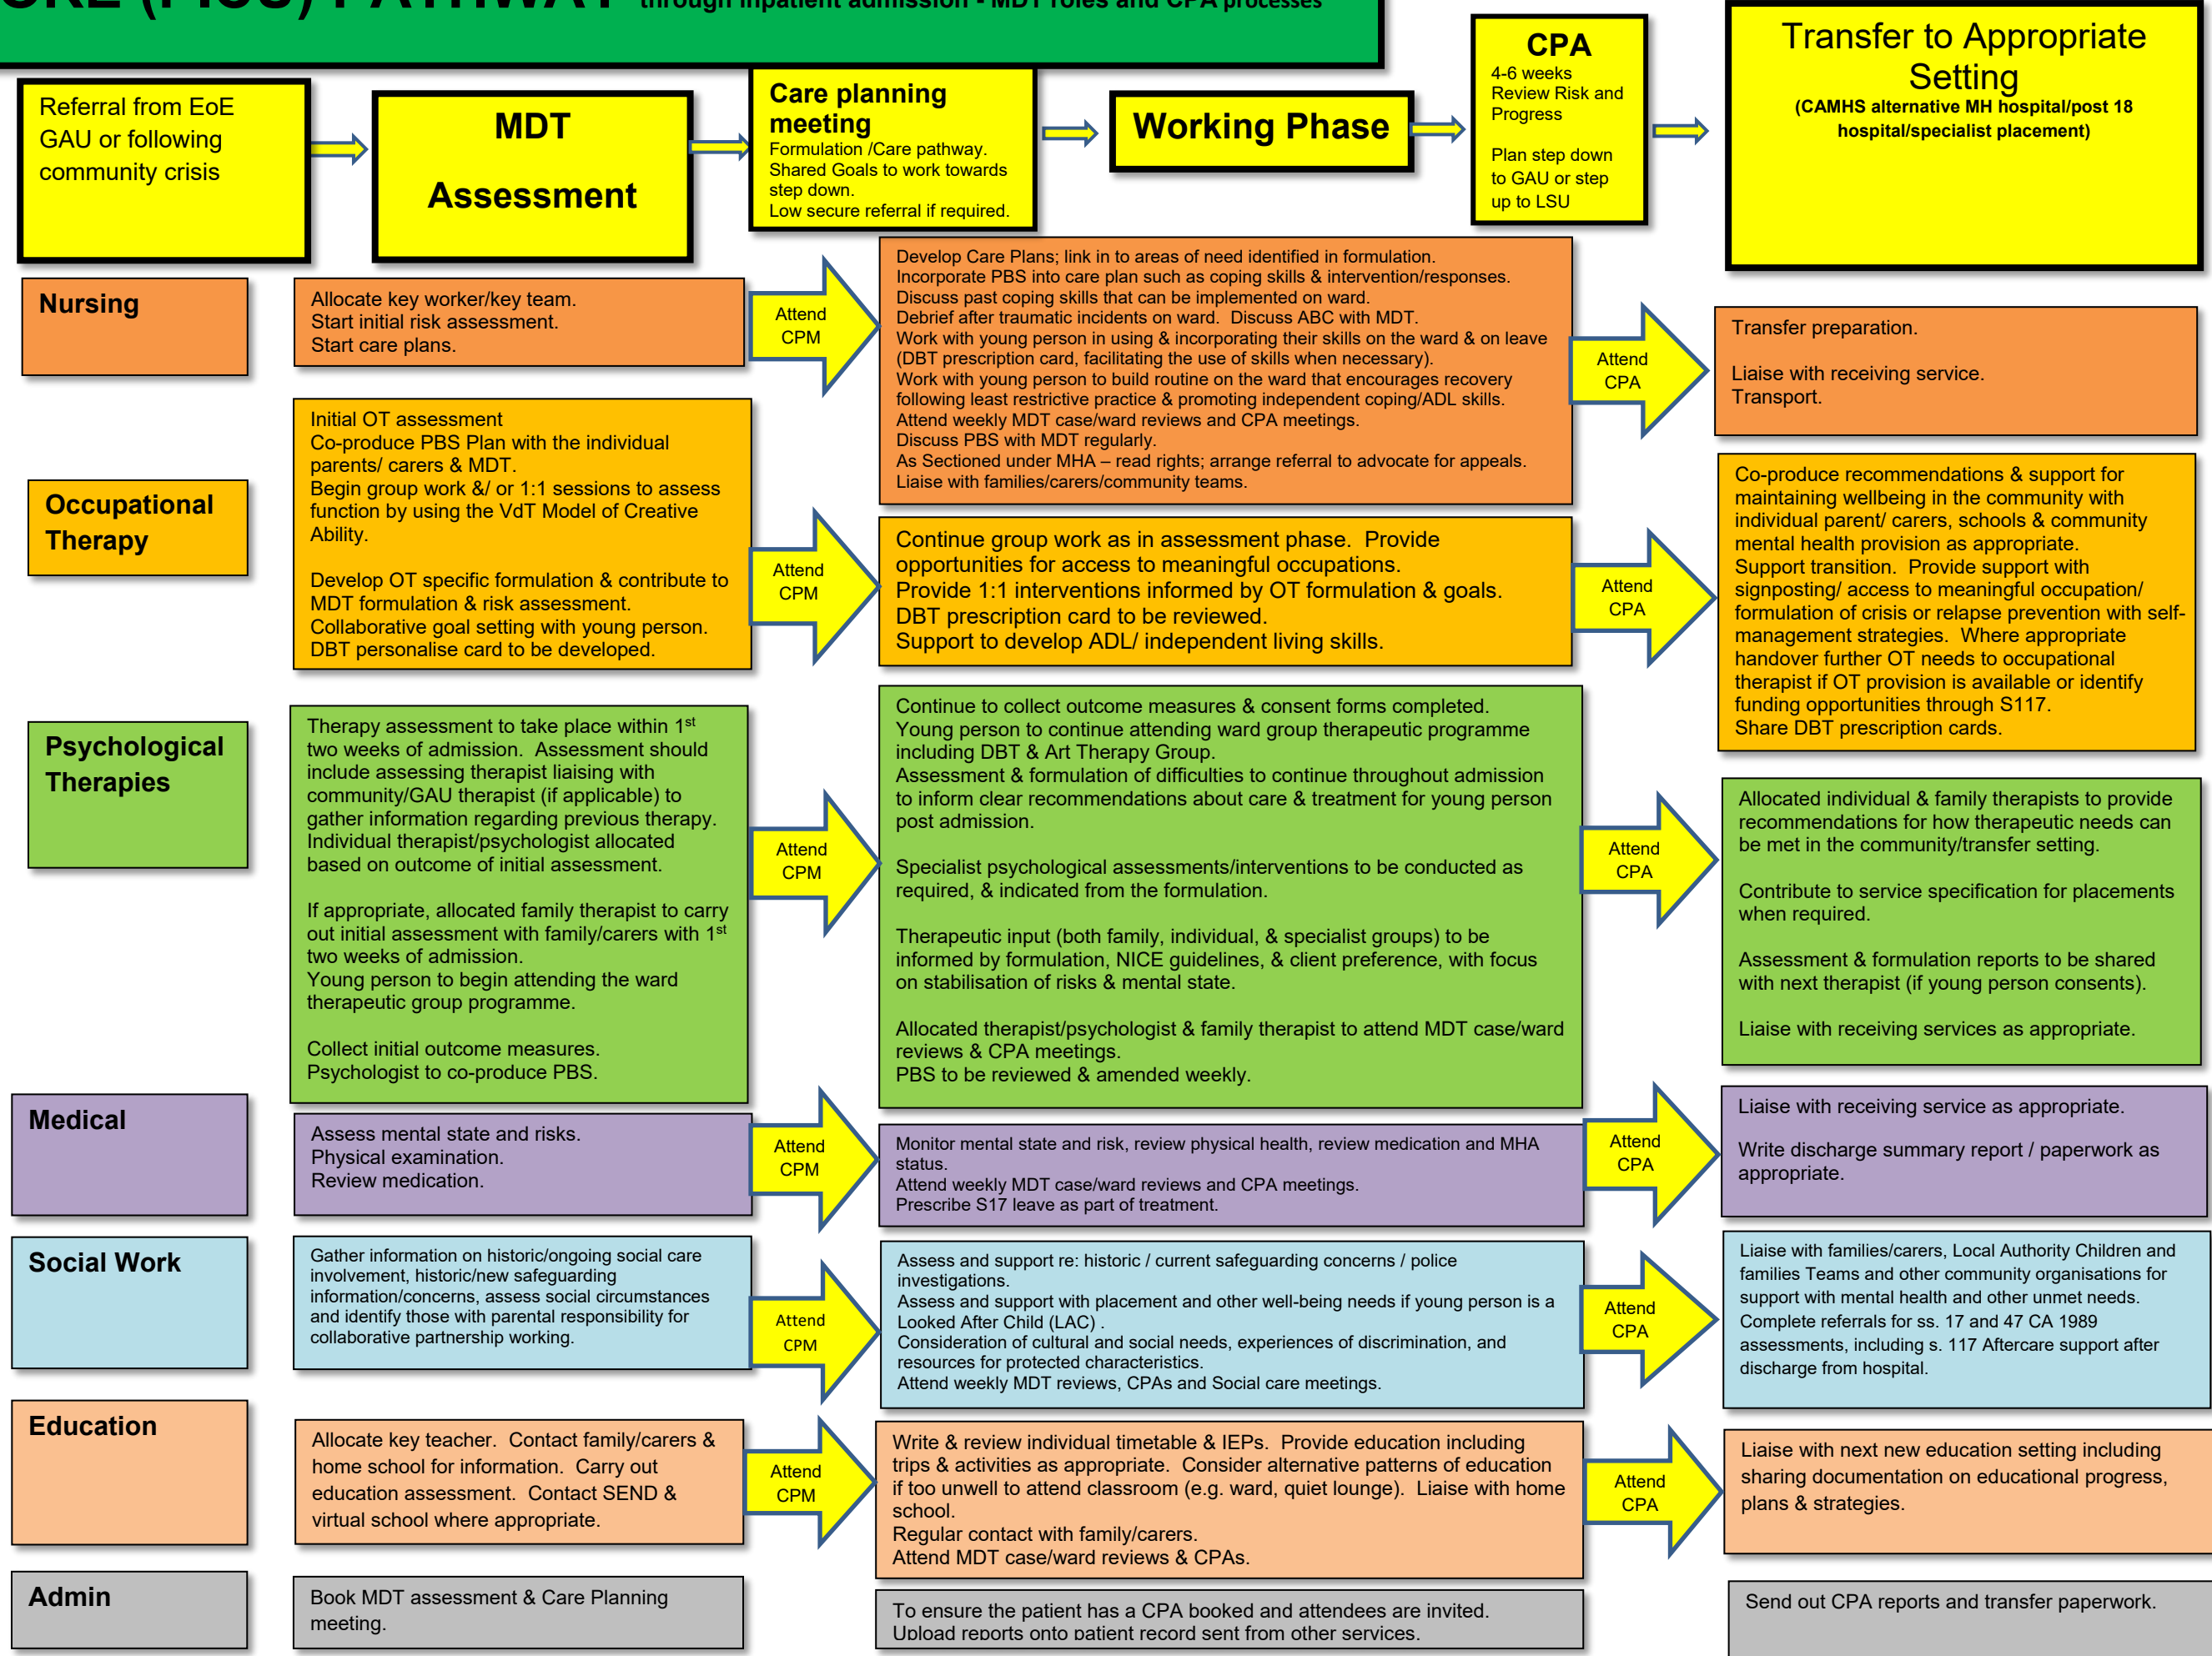 (PICU) PATHWAY through inpatient admission - MDT roles and CPA processes
Referral from EoE
GAU or following
community crisis
MDT
Assessment
Care planning
meeting
Formulation /Care pathway.
Shared Goals to work towards
step down.
Low secure referral if required.
Working Phase
CPA
4-6 weeks
Review Risk and
Progress
Plan step down
to GAU or step
up to LSU
Transfer to Appropriate
Setting
(CAMHS alternative MH hospital/post 18
hospital/specialist placement)
Nursing
Allocate key worker/key team.
Start initial risk assessment.
Start care plans.
Attend
CPM
Develop Care Plans; link in to areas of need identified in formulation.
Incorporate PBS into care plan such as coping skills & intervention/responses.
Discuss past coping skills that can be implemented on ward.
Debrief after traumatic incidents on ward.  Discuss ABC with MDT.
Work with young person in using & incorporating their skills on the ward & on leave
(DBT prescription card, facilitating the use of skills when necessary).
Work with young person to build routine on the ward that encourages recovery
following least restrictive practice & promoting independent coping/ADL skills.
Attend weekly MDT case/ward reviews and CPA meetings.
Discuss PBS with MDT regularly.
As Sectioned under MHA – read rights; arrange referral to advocate for appeals.
Liaise with families/carers/community teams.
Attend
CPA
Transfer preparation.
Liaise with receiving service.
Transport.
Occupational
Therapy
Initial OT assessment
Co-produce PBS Plan with the individual
parents/ carers & MDT.
Begin group work &/ or 1:1 sessions to assess
function by using the VdT Model of Creative
Ability.
Develop OT specific formulation & contribute to
MDT formulation & risk assessment.
Collaborative goal setting with young person.
DBT personalise card to be developed.
Attend
CPM
Continue group work as in assessment phase.  Provide
opportunities for access to meaningful occupations.
Provide 1:1 interventions informed by OT formulation & goals.
DBT prescription card to be reviewed.
Support to develop ADL/ independent living skills.
Attend
CPA
Co-produce recommendations & support for
maintaining wellbeing in the community with
individual parent/ carers, schools & community
mental health provision as appropriate.
Support transition.  Provide support with
signposting/ access to meaningful occupation/
formulation of crisis or relapse prevention with self-
management strategies.  Where appropriate
handover further OT needs to occupational
therapist if OT provision is available or identify
funding opportunities through S117.
Share DBT prescription cards.
Psychological
Therapies
Therapy assessment to take place within 1st
two weeks of admission.  Assessment should
include assessing therapist liaising with
community/GAU therapist (if applicable) to
gather information regarding previous therapy.
Individual therapist/psychologist allocated
based on outcome of initial assessment.
If appropriate, allocated family therapist to carry
out initial assessment with family/carers with 1st
two weeks of admission.
Young person to begin attending the ward
therapeutic group programme.
Collect initial outcome measures.
Psychologist to co-produce PBS.
Attend
CPM
Continue to collect outcome measures & consent forms completed.
Young person to continue attending ward group therapeutic programme
including DBT & Art Therapy Group.
Assessment & formulation of difficulties to continue throughout admission
to inform clear recommendations about care & treatment for young person
post admission.
Specialist psychological assessments/interventions to be conducted as
required, & indicated from the formulation.
Therapeutic input (both family, individual, & specialist groups) to be
informed by formulation, NICE guidelines, & client preference, with focus
on stabilisation of risks & mental state.
Allocated therapist/psychologist & family therapist to attend MDT case/ward
reviews & CPA meetings.
PBS to be reviewed & amended weekly.
Attend
CPA
Allocated individual & family therapists to provide
recommendations for how therapeutic needs can
be met in the community/transfer setting.
Contribute to service specification for placements
when required.
Assessment & formulation reports to be shared
with next therapist (if young person consents).
Liaise with receiving services as appropriate.
Medical
Assess mental state and risks.
Physical examination.
Review medication.
Attend
CPM
Monitor mental state and risk, review physical health, review medication and MHA
status.
Attend weekly MDT case/ward reviews and CPA meetings.
Prescribe S17 leave as part of treatment.
Attend
CPA
Liaise with receiving service as appropriate.
Write discharge summary report / paperwork as
appropriate.
Social Work
Gather information on historic/ongoing social care
involvement, historic/new safeguarding
information/concerns, assess social circumstances
and identify those with parental responsibility for
collaborative partnership working.
Attend
CPM
Assess and support re: historic / current safeguarding concerns / police
investigations.
Assess and support with placement and other well-being needs if young person is a
Looked After Child (LAC) .
Consideration of cultural and social needs, experiences of discrimination, and
resources for protected characteristics.
Attend weekly MDT reviews, CPAs and Social care meetings.
Attend
CPA
Liaise with families/carers, Local Authority Children and
families Teams and other community organisations for
support with mental health and other unmet needs.
Complete referrals for ss. 17 and 47 CA 1989
assessments, including s. 117 Aftercare support after
discharge from hospital.
Education
Allocate key teacher.  Contact family/carers &
home school for information.  Carry out
education assessment.  Contact SEND &
virtual school where appropriate.
Attend
CPM
Write & review individual timetable & IEPs.  Provide education including
trips & activities as appropriate.  Consider alternative patterns of education
if too unwell to attend classroom (e.g. ward, quiet lounge).  Liaise with home
school.
Regular contact with family/carers.
Attend MDT case/ward reviews & CPAs.
Attend
CPA
Liaise with next new education setting including
sharing documentation on educational progress,
plans & strategies.
Admin
Book MDT assessment & Care Planning
meeting.
To ensure the patient has a CPA booked and attendees are invited.
Upload reports onto patient record sent from other services.
Send out CPA reports and transfer paperwork.